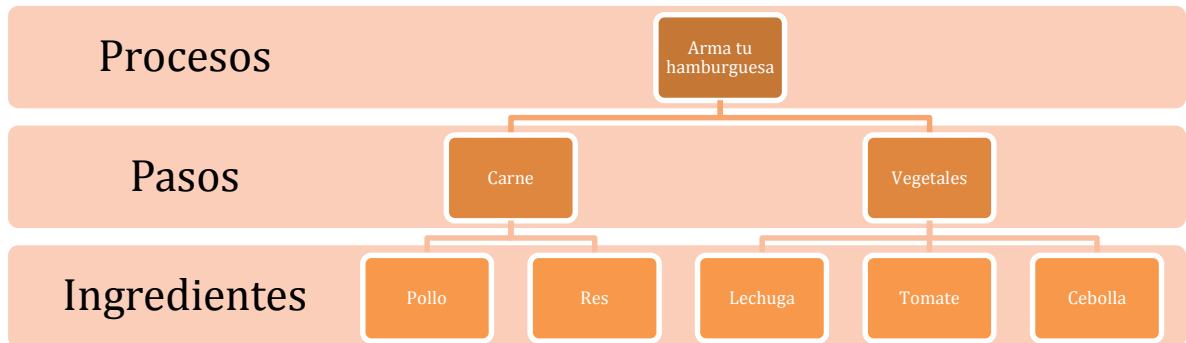 Procesos
Arma tu
hamburguesa
Pasos
Carne
Vegetales
Ingredientes
Pollo
Res
Lechuga
Tomate
Cebolla